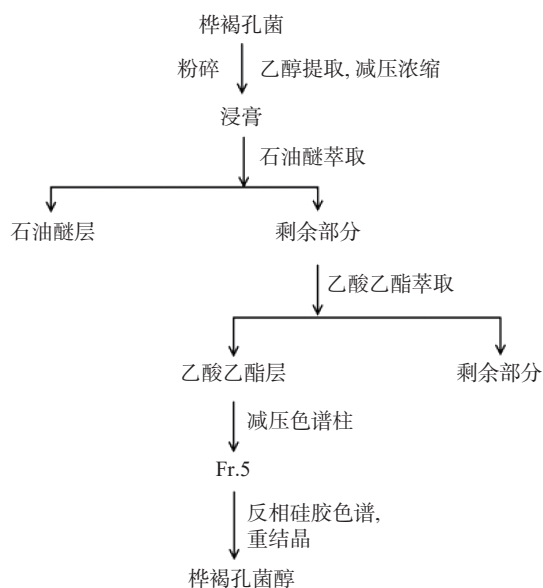 桦褐孔菌
粉碎 乙醇提取, 减压浓缩
浸膏
石油醚萃取
石油醚层 剩余部分
乙酸乙酯萃取
乙酸乙酯层 剩余部分
减压色谱柱
Fr.5
反相硅胶色谱,
重结晶
桦褐孔菌醇